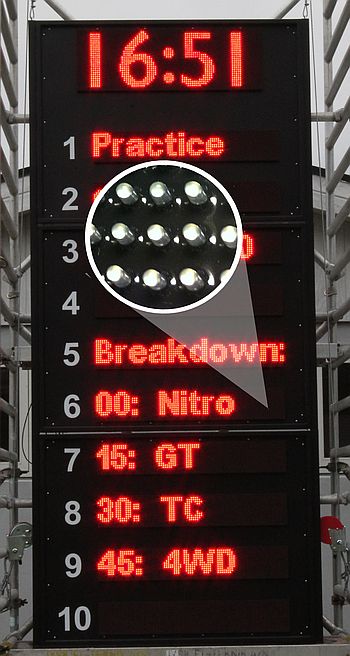 16:51
1 Practice
2
3
4
5 Breakdown:
6 00: Nitro
7 15: GT
8 30: TC
9 45: 4WD
10